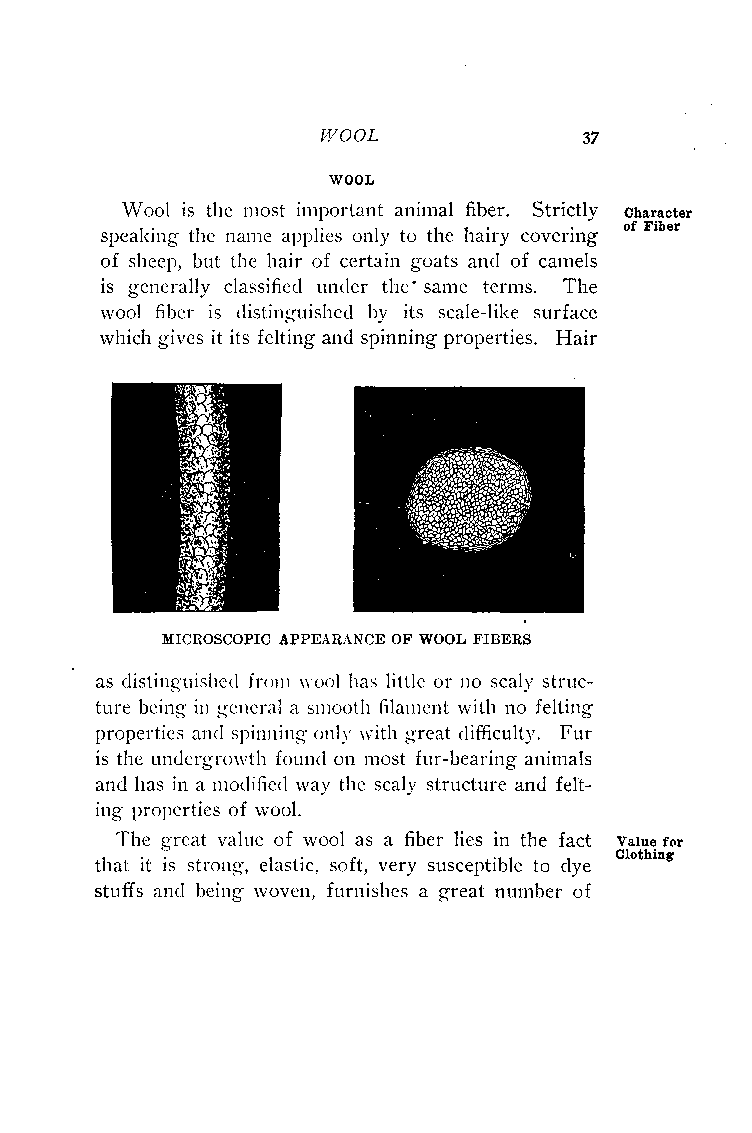 WOOL 37
WOOL
Wool is the most important animal fiber. Strictly
speaking the name applies only to the hairy covering
of sheep, but the hair of certain goats and of camels
is generally classified under the same terms. The
wool fiber is distinguished by its scale-like surface
which gives it its felting and spinning properties. Hair
Character
of Fiber
MICROSCOPIC APPEARANCE OF WOOL FIBERS
as distinguished from wool has little or no scaly struc-
ture being in general a smooth filament with no felting
properties and spinning only with great difficulty. Fur
is the undergrowth found on most fur-bearing animals
and has in a modified way the scaly structure and felt-
ing properties of wool.
The great value of wool as a fiber lies in the fact
that it is strong, elastic, soft, very susceptible to dye
stuffs and being woven, furnishes a great number of
Value for
Clothing